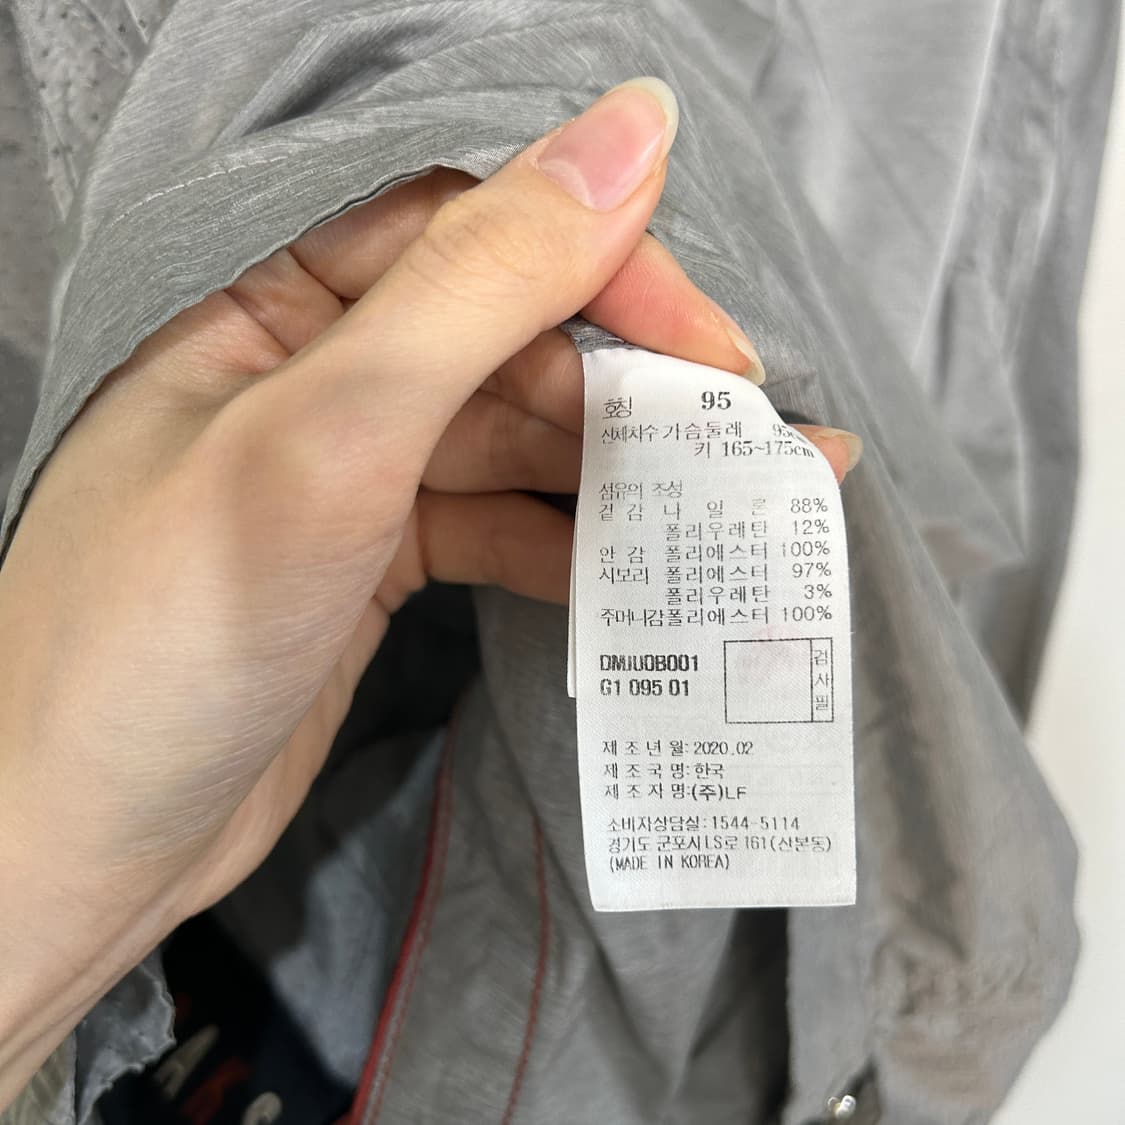 호칭 95
신체치수 가슴둘레 95cm
키 165~175cm
섬유의 조성
겉감 나일론 88%
폴리우레탄 12%
안감 폴리에스터 100%
시보리 폴리에스터 97%
폴리우레탄 3%
주머니감 폴리에스터 100%
DMJU0B001
G1 095 01
검사필
제조년월: 2020.02
제조국명: 한국
제조자명: (주)LF
소비자상담실: 1544-5114
경기도 군포시 LS로 161(산본동)
(MADE IN KOREA)